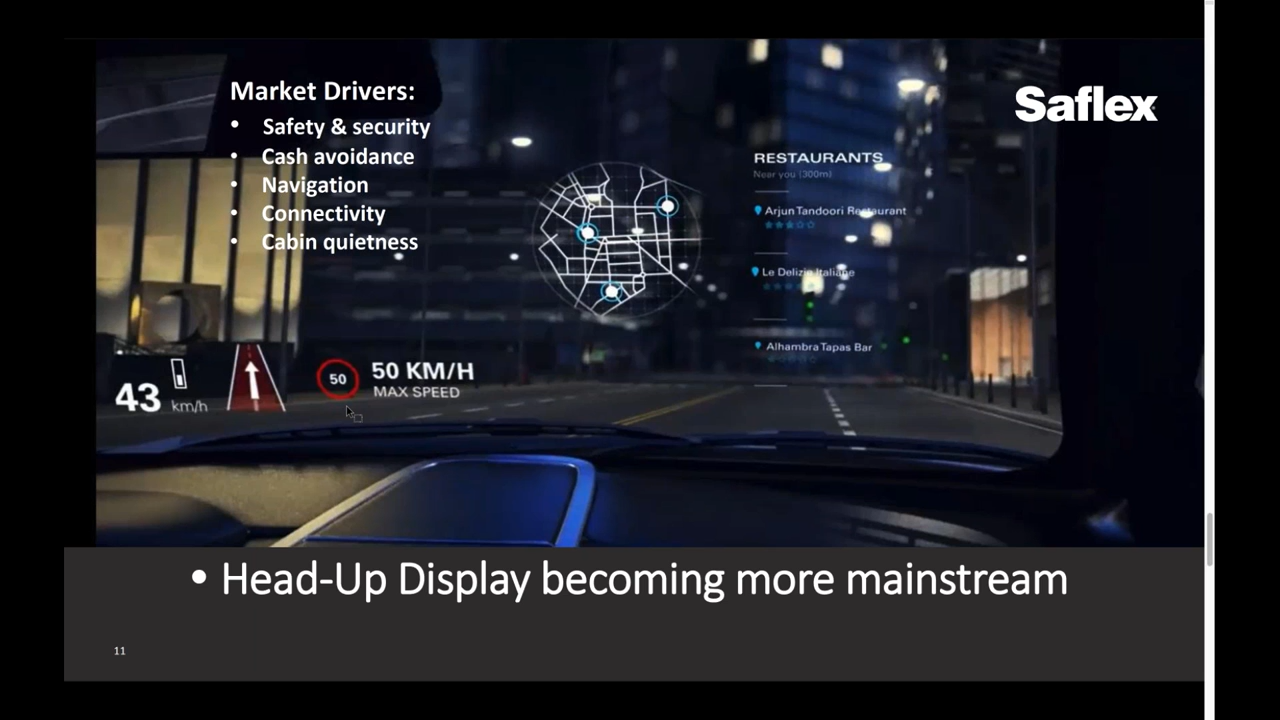 Market Drivers:
• Safety & security
• Cash avoidance
• Navigation
• Connectivity
• Cabin quietness
Saflex
RESTAURANTS
Near you (300m)
Arjun Tandoori Restaurant
Le Delizie Italiane
Alhambra Tapas Bar
43 km/h
50
50 KM/H
MAX SPEED
• Head-Up Display becoming more mainstream
11